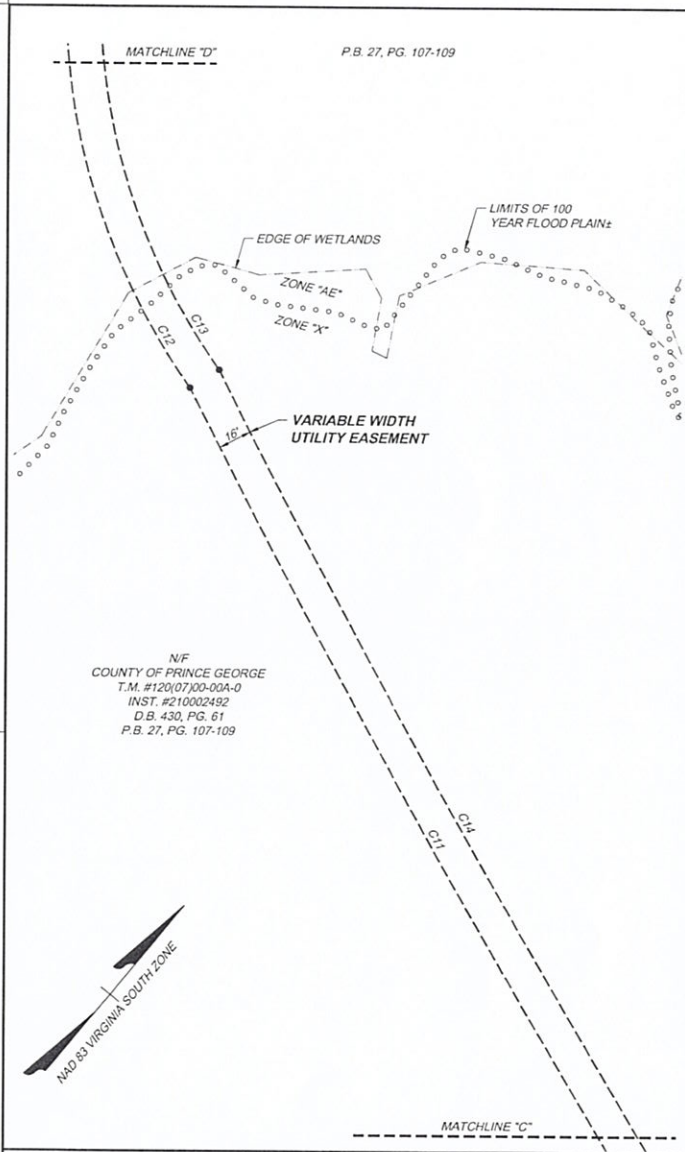 MATCHLINE "D"
P.B. 27, PG. 107-109
LIMITS OF 100
YEAR FLOOD PLAIN±
EDGE OF WETLANDS
ZONE "AE"
ZONE "X"
C12
C13
16'
VARIABLE WIDTH
UTILITY EASEMENT
N/F
COUNTY OF PRINCE GEORGE
T.M. #120(07)00-00A-0
INST. #210002492
D.B. 430, PG. 61
P.B. 27, PG. 107-109
C11
C14
NAD 83 VIRGINIA SOUTH ZONE
MATCHLINE "C"